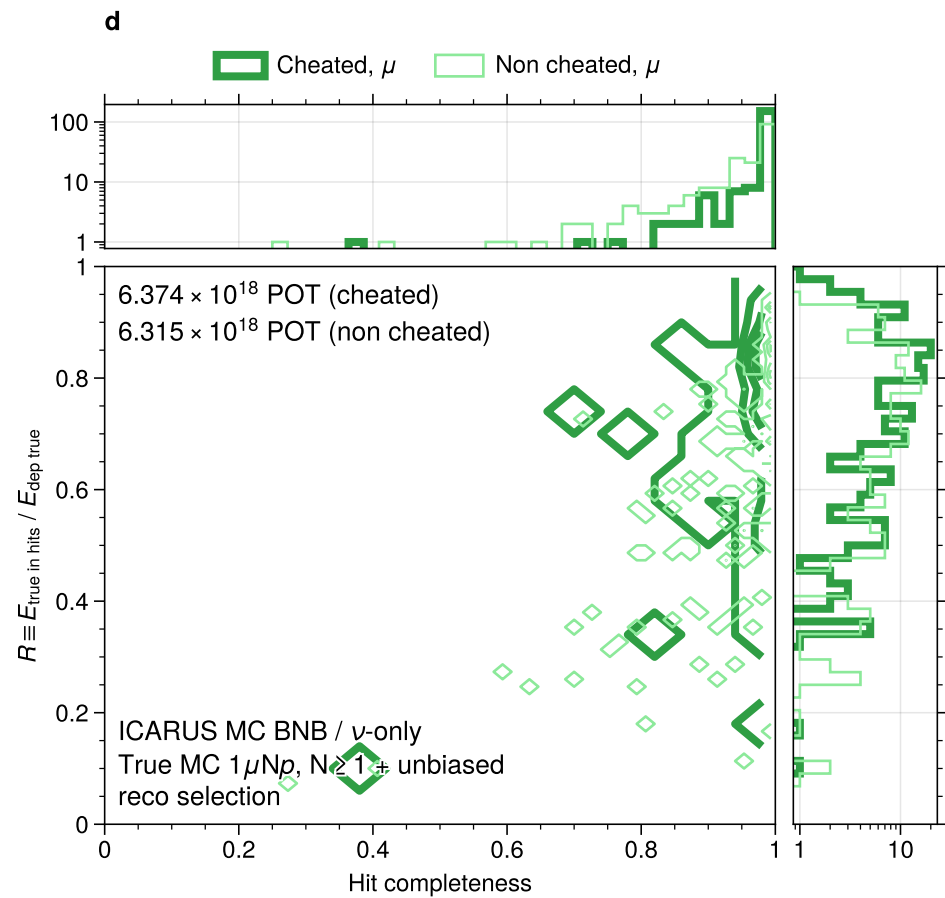 d
Cheated, μ
Non cheated, μ
100
10
1
1
6.374 × 10¹⁸ POT (cheated)
6.315 × 10¹⁸ POT (non cheated)
0.8
0.6
0.4
0.2
0
R ≡ E_true in hits / E_dep true
ICARUS MC BNB / ν-only
True MC 1μNp, N ≥ 1 + unbiased
reco selection
0 0.2 0.4 0.6 0.8 1
1 10
Hit completeness